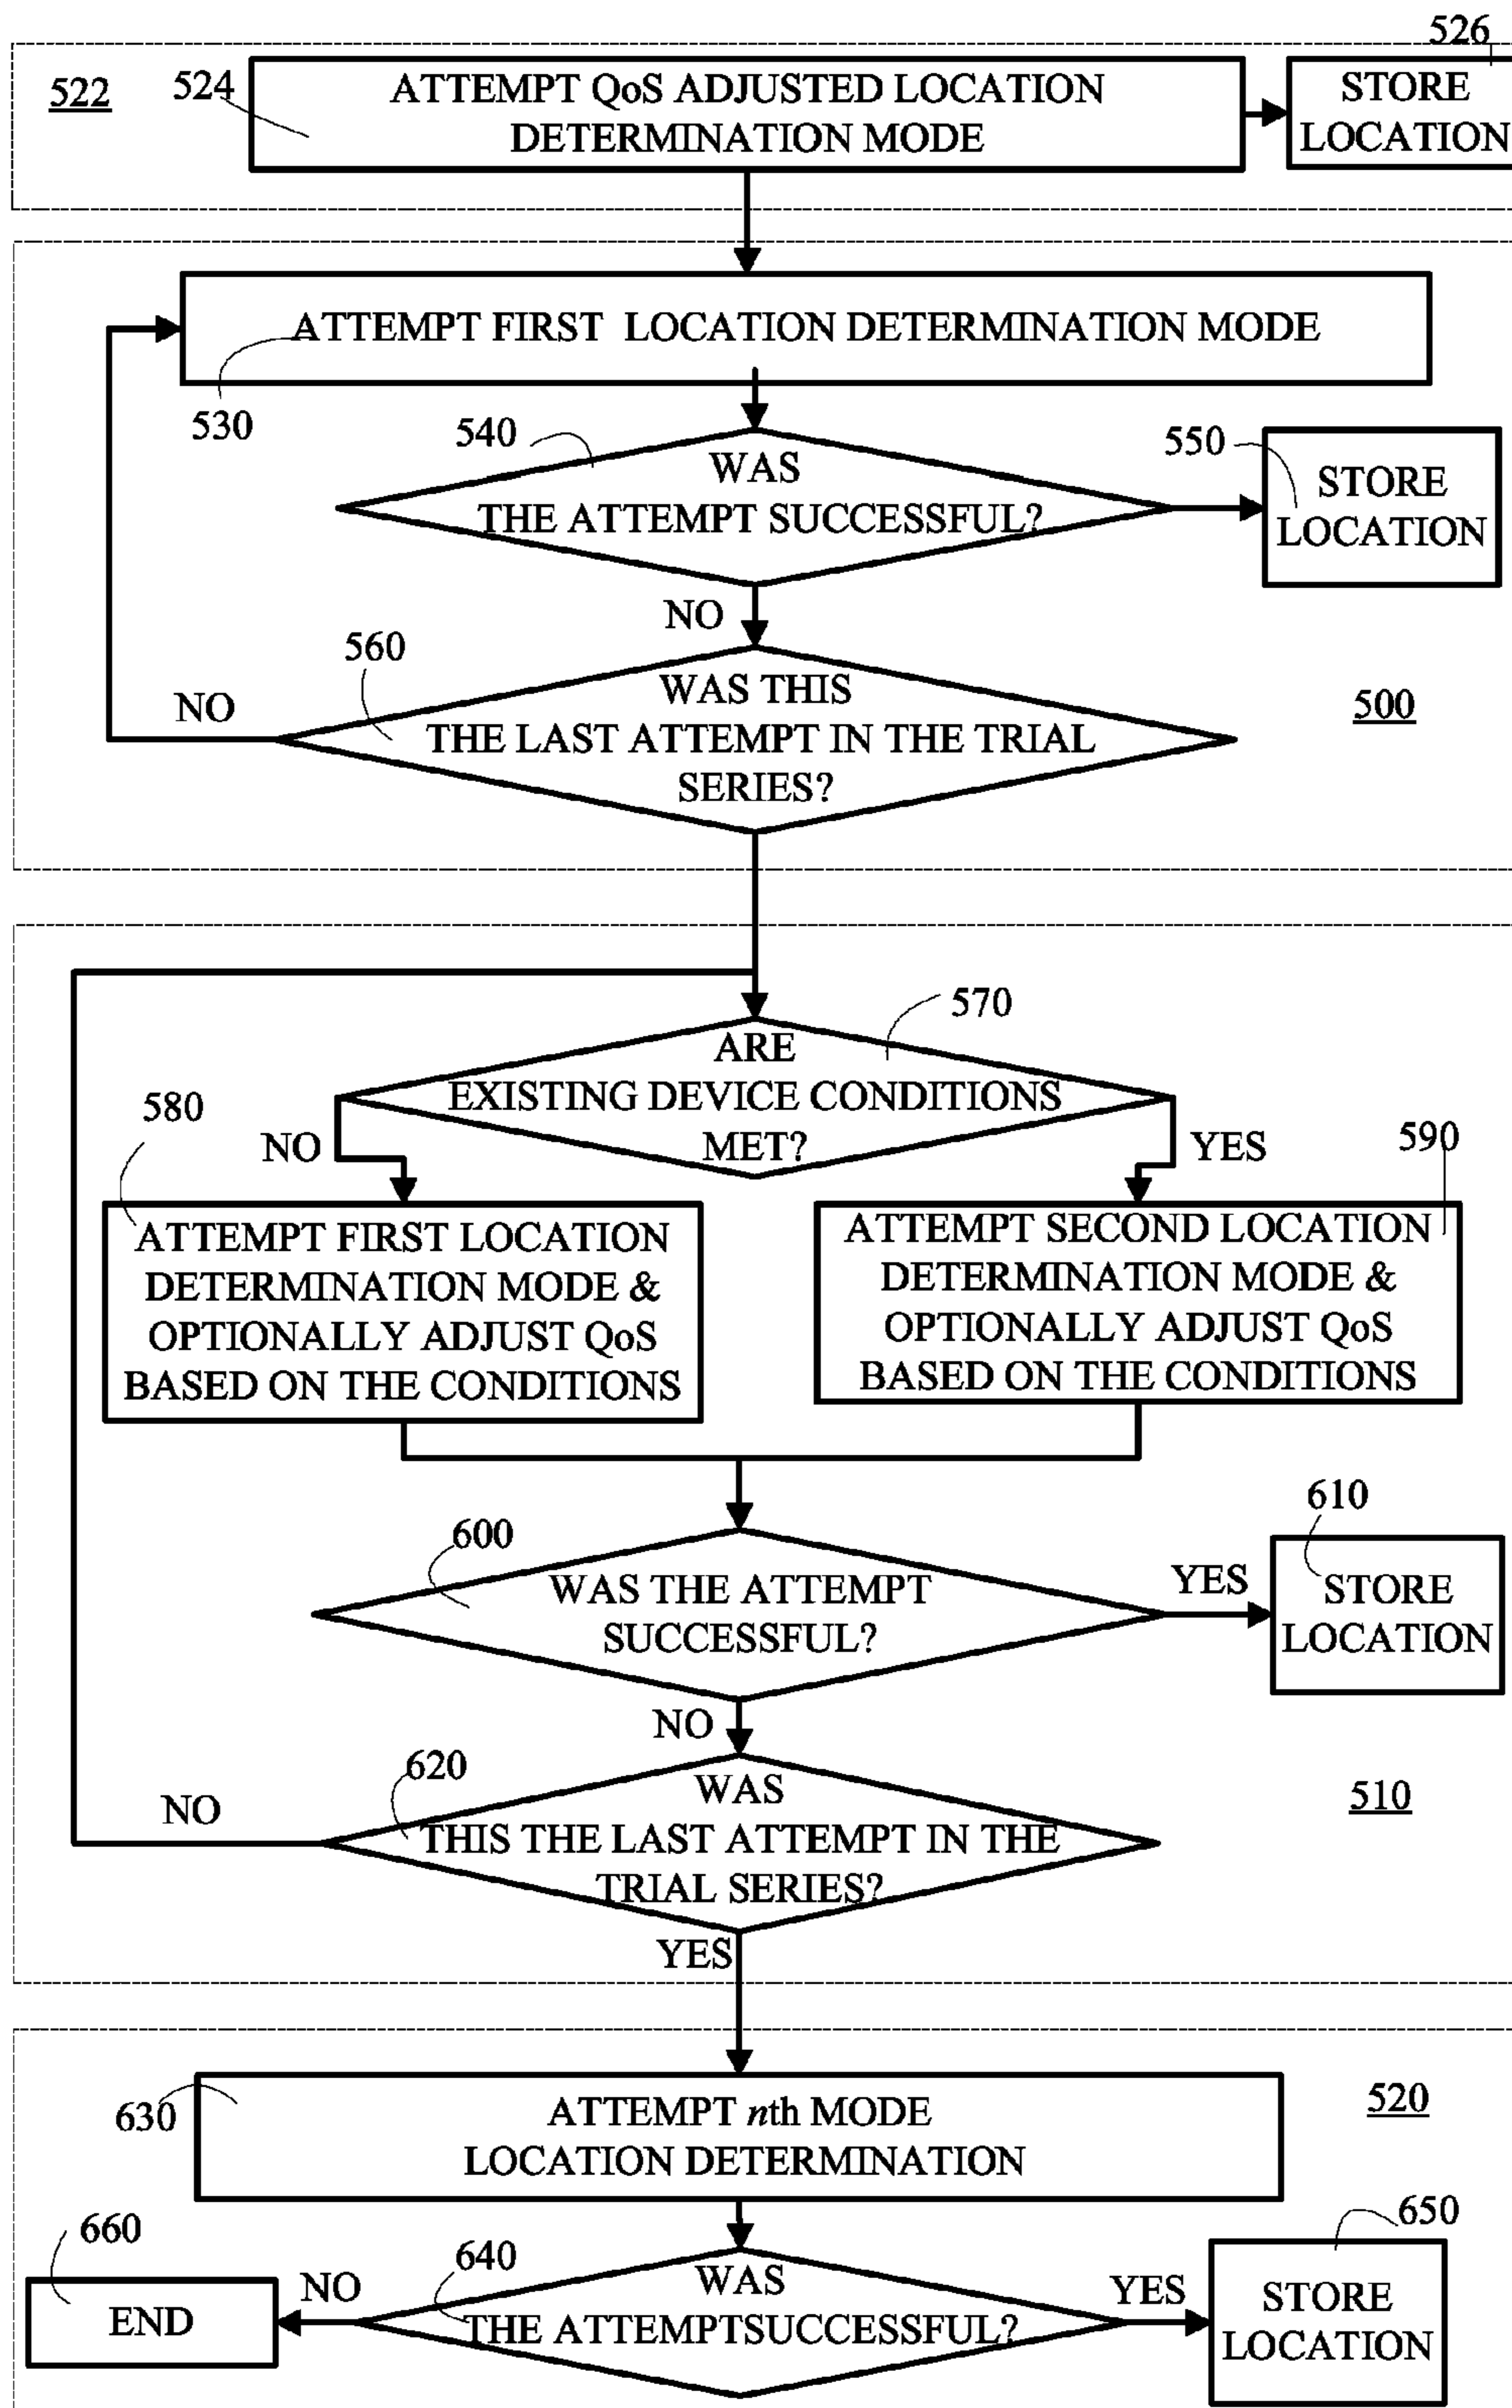 526
522
524
ATTEMPT QoS ADJUSTED LOCATION
DETERMINATION MODE
STORE
LOCATION
ATTEMPT FIRST LOCATION DETERMINATION MODE
530
540
WAS
THE ATTEMPT SUCCESSFUL?
550
STORE
LOCATION
NO
560
WAS THIS
THE LAST ATTEMPT IN THE TRIAL
SERIES?
NO
500
570
ARE
EXISTING DEVICE CONDITIONS
MET?
580
NO
YES
590
ATTEMPT FIRST LOCATION
DETERMINATION MODE &
OPTIONALLY ADJUST QoS
BASED ON THE CONDITIONS
ATTEMPT SECOND LOCATION
DETERMINATION MODE &
OPTIONALLY ADJUST QoS
BASED ON THE CONDITIONS
600
WAS THE ATTEMPT
SUCCESSFUL?
YES
610
STORE
LOCATION
NO
620
WAS
THIS THE LAST ATTEMPT IN THE
TRIAL SERIES?
NO
510
YES
630
ATTEMPT nth MODE
LOCATION DETERMINATION
520
660
END
NO
640
WAS
THE ATTEMPTSUCCESSFUL?
YES
650
STORE
LOCATION